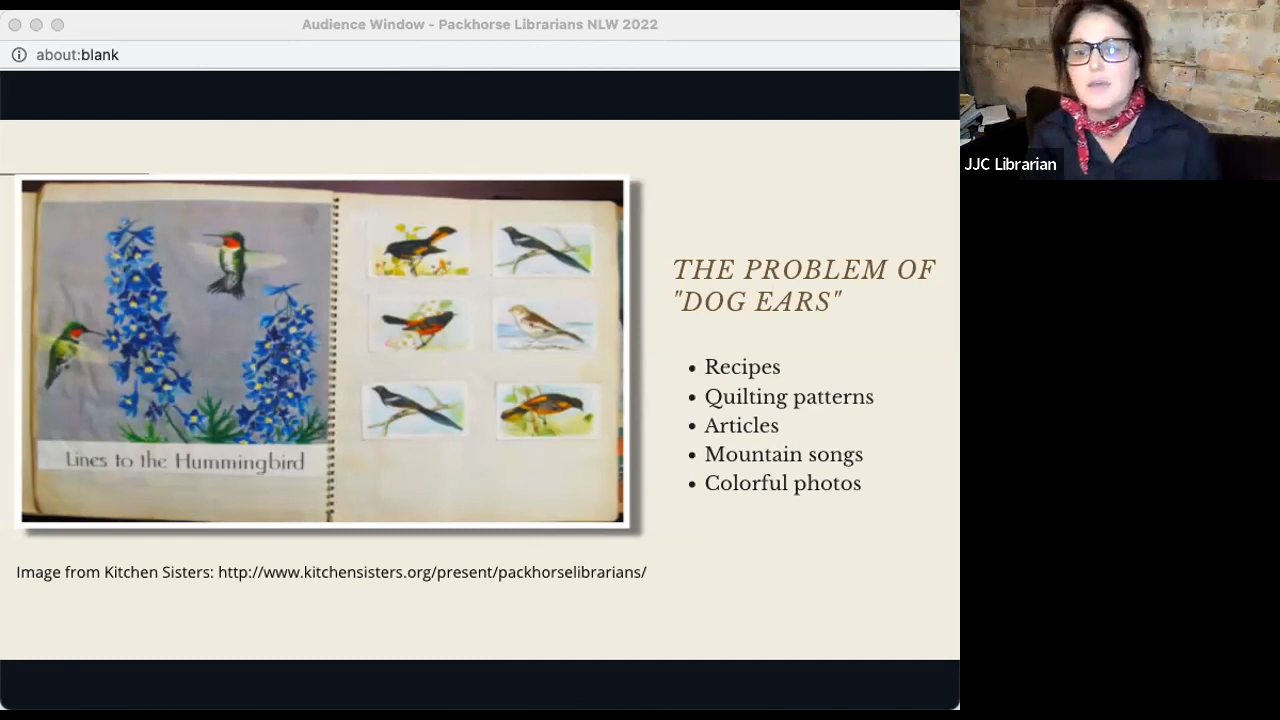 Audience Window - Packhorse Librarians NLW 2022
about:blank
JJC Librarian
THE PROBLEM OF
"DOG EARS"
• Recipes
• Quilting patterns
• Articles
• Mountain songs
• Colorful photos
Lines to the Hummingbird
Image from Kitchen Sisters: http://www.kitchensisters.org/present/packhorselibrarians/